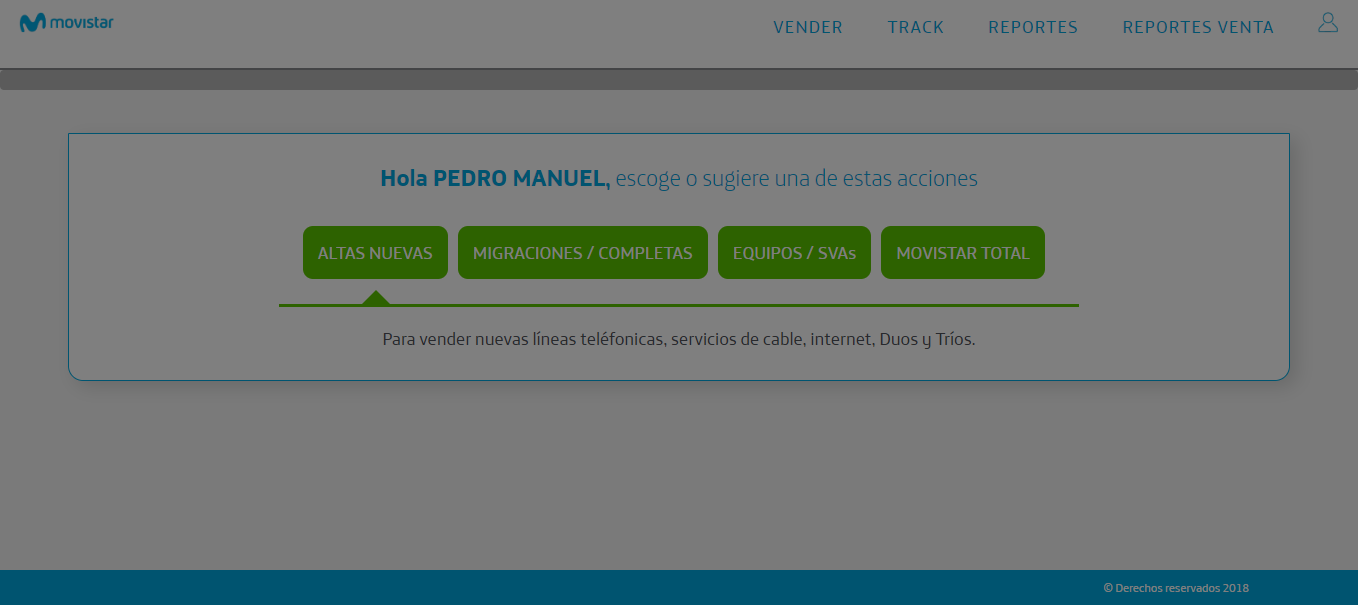 movistar
VENDER TRACK REPORTES REPORTES VENTA
Hola PEDRO MANUEL, escoge o sugiere una de estas acciones
ALTAS NUEVAS MIGRACIONES / COMPLETAS EQUIPOS / SVAs MOVISTAR TOTAL
Para vender nuevas líneas teléfonicas, servicios de cable, internet, Duos y Tríos.
© Derechos reservados 2018